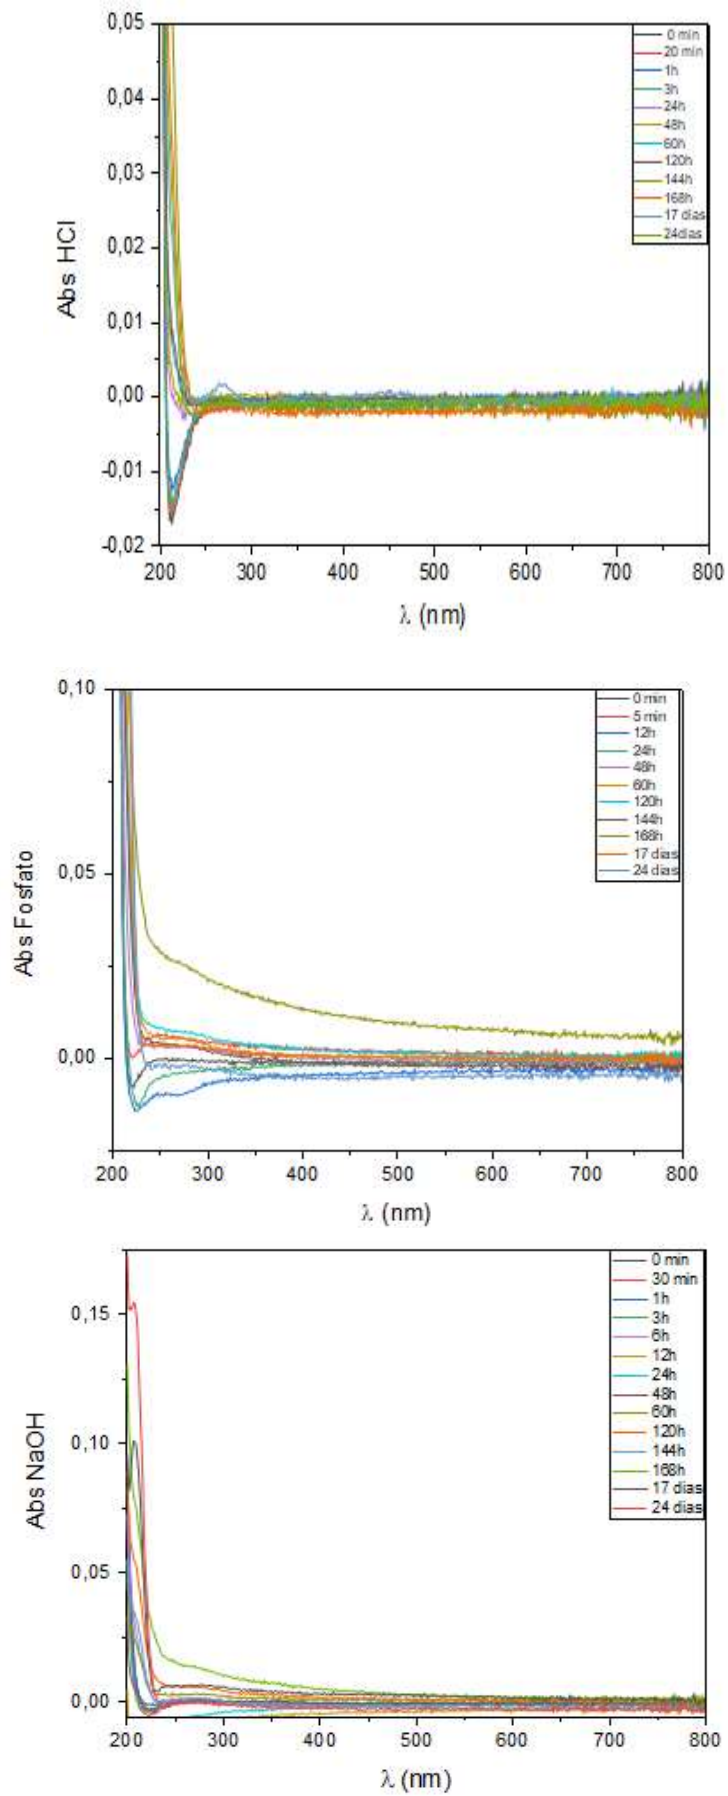 0,05
0,04
0,03
0,02
0,01
0,00
-0,01
-0,02
Abs HCl
0 min
20 min
1h
3h
24h
48h
60h
120h
144h
168h
17 dias
24dias
200 300 400 500 600 700 800
λ (nm)
0,10
0,05
0,00
Abs Fosfato
0 min
5 min
12h
24h
48h
60h
120h
144h
168h
17 dias
24 dias
200 300 400 500 600 700 800
λ (nm)
0,15
0,10
0,05
0,00
Abs NaOH
0 min
30 min
1h
3h
6h
12h
24h
48h
60h
120h
144h
168h
17 dias
24 dias
200 300 400 500 600 700 800
λ (nm)